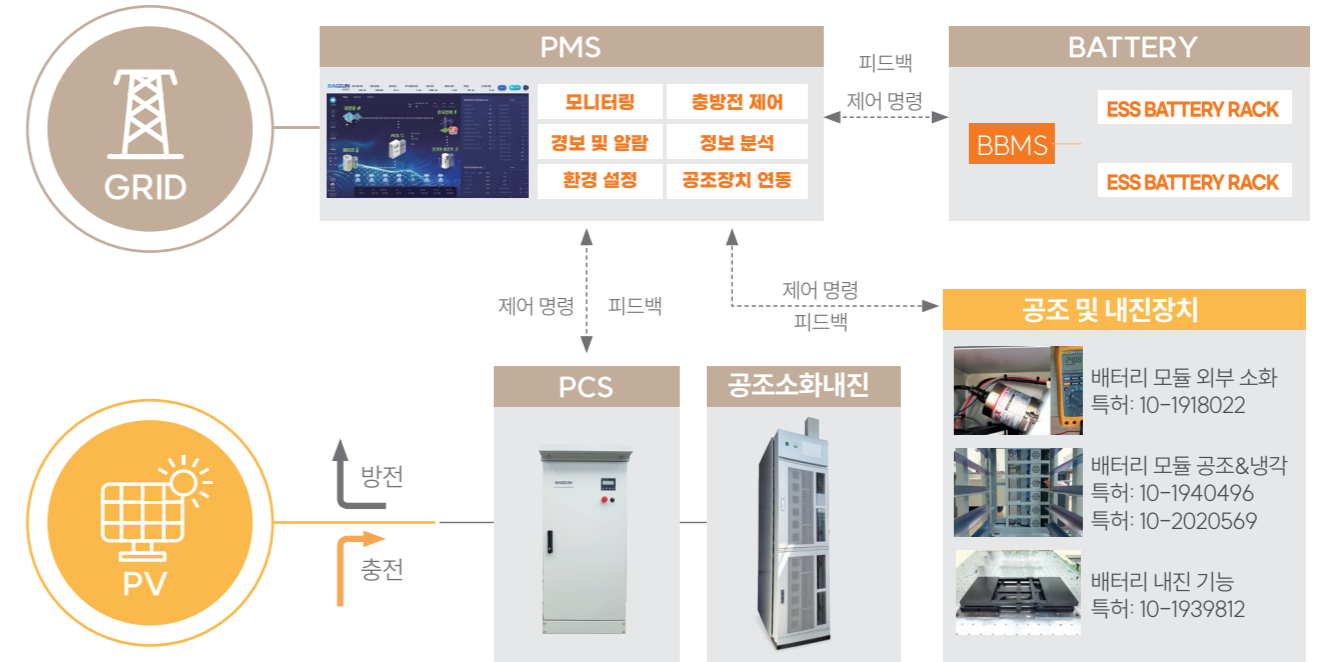 GRID
PMS
모니터링
충방전 제어
경보 및 알람
정보 분석
환경 설정
공조장치 연동
피드백
제어 명령
BATTERY
BBMS
ESS BATTERY RACK
ESS BATTERY RACK
제어 명령
피드백
제어 명령
피드백
PV
방전
충전
PCS
공조소화내진
공조 및 내진장치
배터리 모듈 외부 소화
특허: 10-1918022
배터리 모듈 공조&냉각
특허: 10-1940496
특허: 10-2020569
배터리 내진 기능
특허: 10-1939812